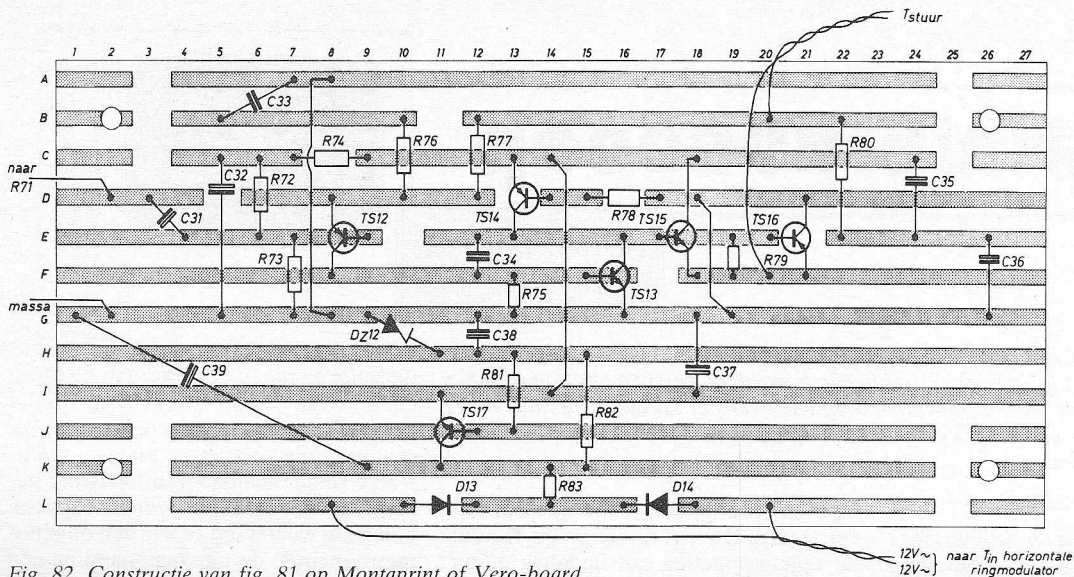 Tstuur
1 2 3 4 5 6 7 8 9 10 11 12 13 14 15 16 17 18 19 20 21 22 23 24 25 26 27
A
C33
B
R74 R76 R77 R80
C
naar
R71
C32 R72 C35
D
C31 TS12 TS14 R78 TS15 TS16
E
R73 C34 R79 C36
F
R75 TS13
massa
G
DZ12 C38
H
C39 R81 C37
I
TS17 R82
J
K
D13 R83 D14
L
12V~
12V~ } naar Tin horizontale
ringmodulator
Fig. 82. Constructie van fig. 81 op Montaprint of Vero-board.